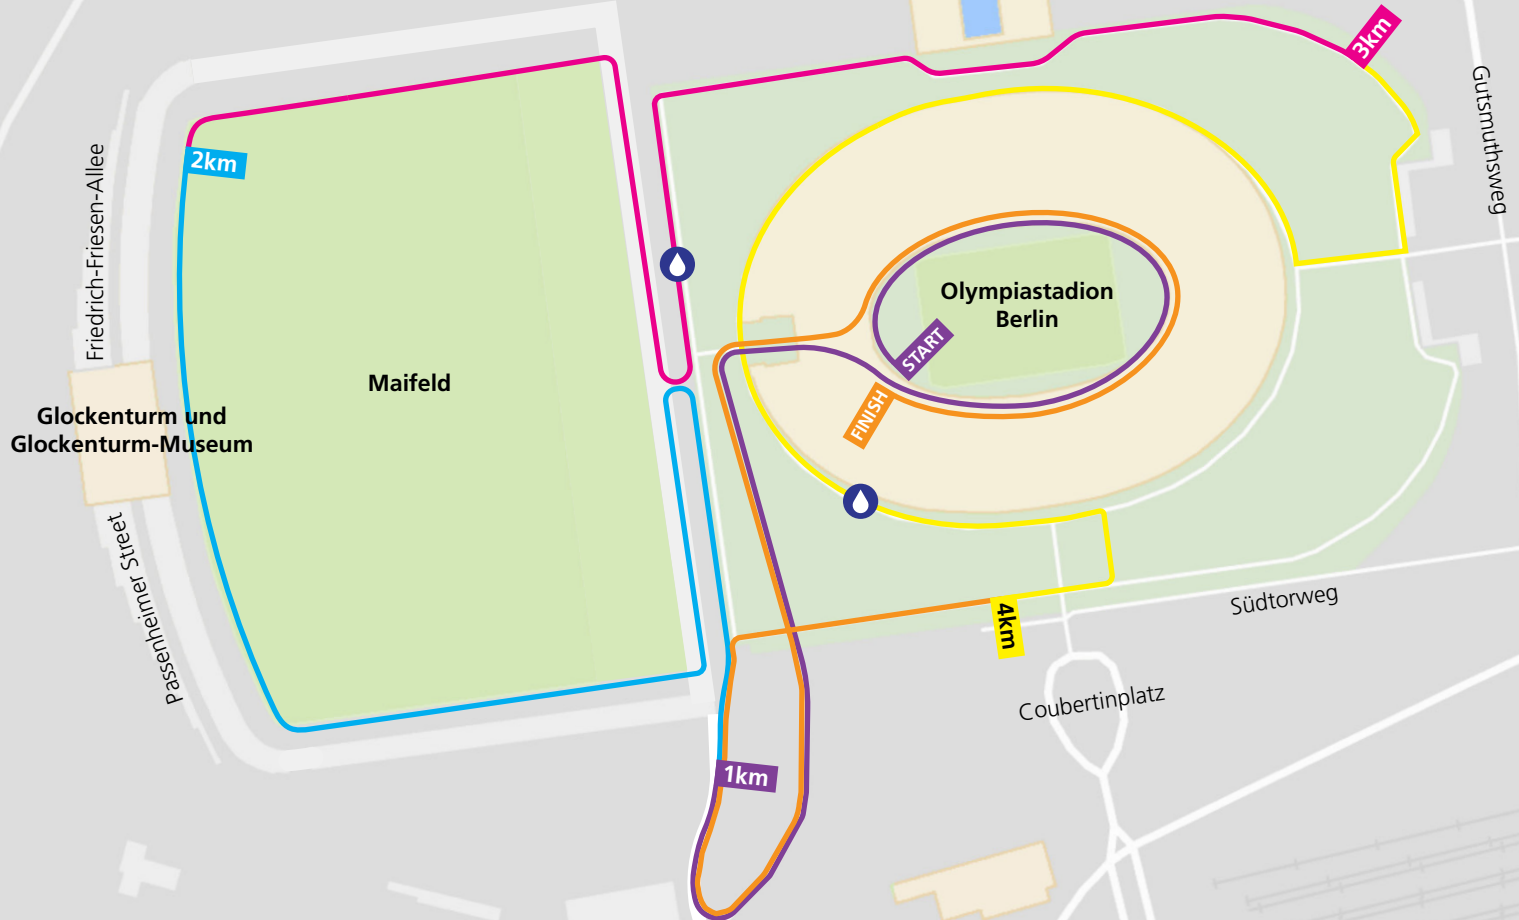 3km
Gutsmuthsweg
2km
Friedrich-Friesen-Allee
Olympiastadion
Berlin
START
Maifeld
FINISH
Glockenturm und
Glockenturm-Museum
Passenheimer Street
4km
Südtorweg
Coubertinplatz
1km